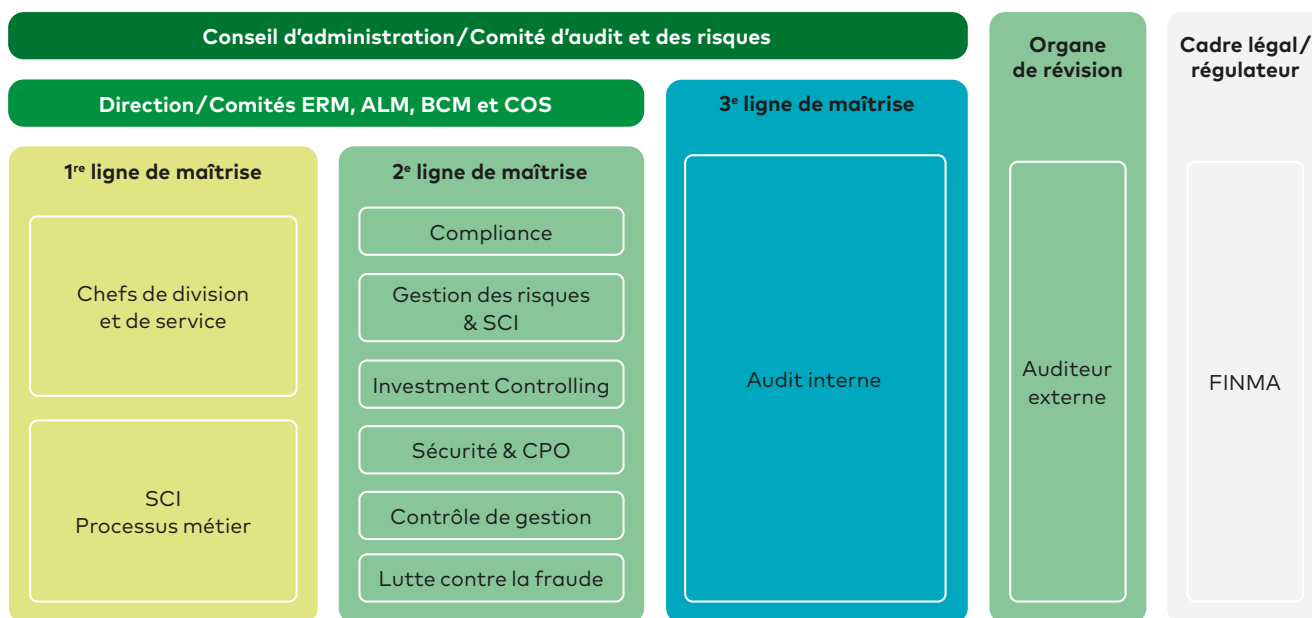 Conseil d'administration/Comité d'audit et des risques
Direction/Comités ERM, ALM, BCM et COS
1re ligne de maîtrise
Chefs de division
et de service
SCI
Processus métier
2e ligne de maîtrise
Compliance
Gestion des risques
& SCI
Investment Controlling
Sécurité & CPO
Contrôle de gestion
Lutte contre la fraude
3e ligne de maîtrise
Audit interne
Organe
de révision
Auditeur
externe
Cadre légal/
régulateur
FINMA